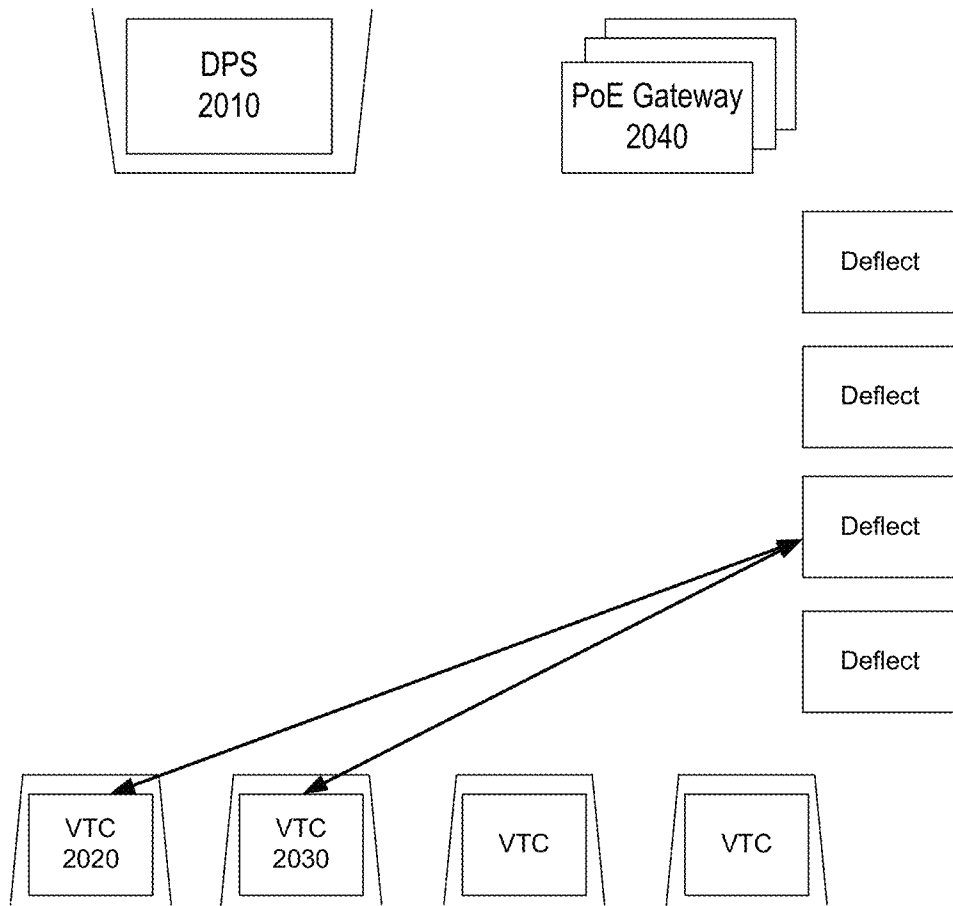 DPS
2010
PoE Gateway
2040
Deflect
Deflect
Deflect
Deflect
VTC
2020
VTC
2030
VTC
VTC